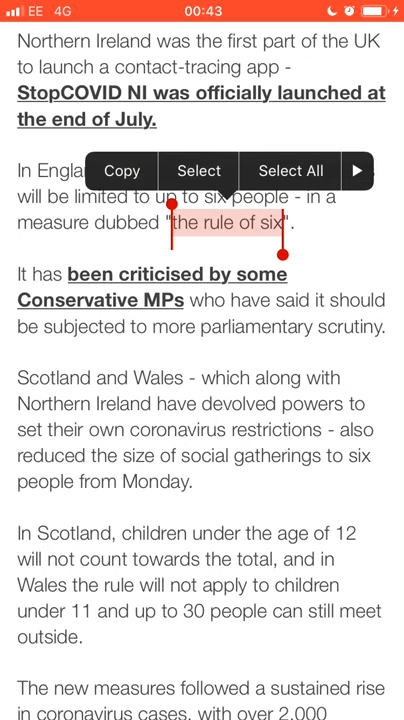 EE 4G 00:43
Northern Ireland was the first part of the UK
to launch a contact-tracing app -
StopCOVID NI was officially launched at
the end of July.
Copy Select Select All
In Engla
will be limited to up to six people - in a
measure dubbed "the rule of six".
It has been criticised by some
Conservative MPs who have said it should
be subjected to more parliamentary scrutiny.
Scotland and Wales - which along with
Northern Ireland have devolved powers to
set their own coronavirus restrictions - also
reduced the size of social gatherings to six
people from Monday.
In Scotland, children under the age of 12
will not count towards the total, and in
Wales the rule will not apply to children
under 11 and up to 30 people can still meet
outside.
The new measures followed a sustained rise
in coronavirus cases, with over 2,000